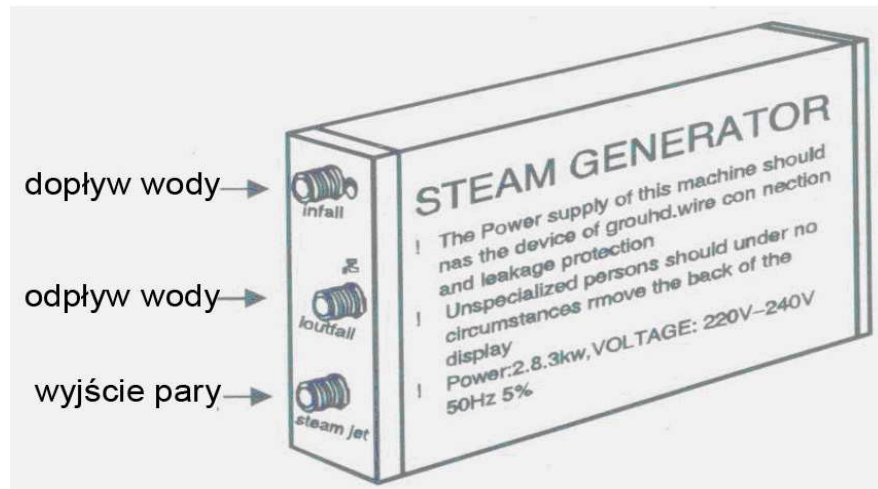 dopływ wody
infall
odpływ wody
loutfall
wyjście pary
steam jet
STEAM GENERATOR
! The Power supply of this machine should
nas the device of grouhd.wire con nection
and leakage protection
! Unspecialized persons should under no
circumstances rmove the back of the
display
! Power:2.8.3kw,VOLTAGE: 220V–240V
50Hz 5%